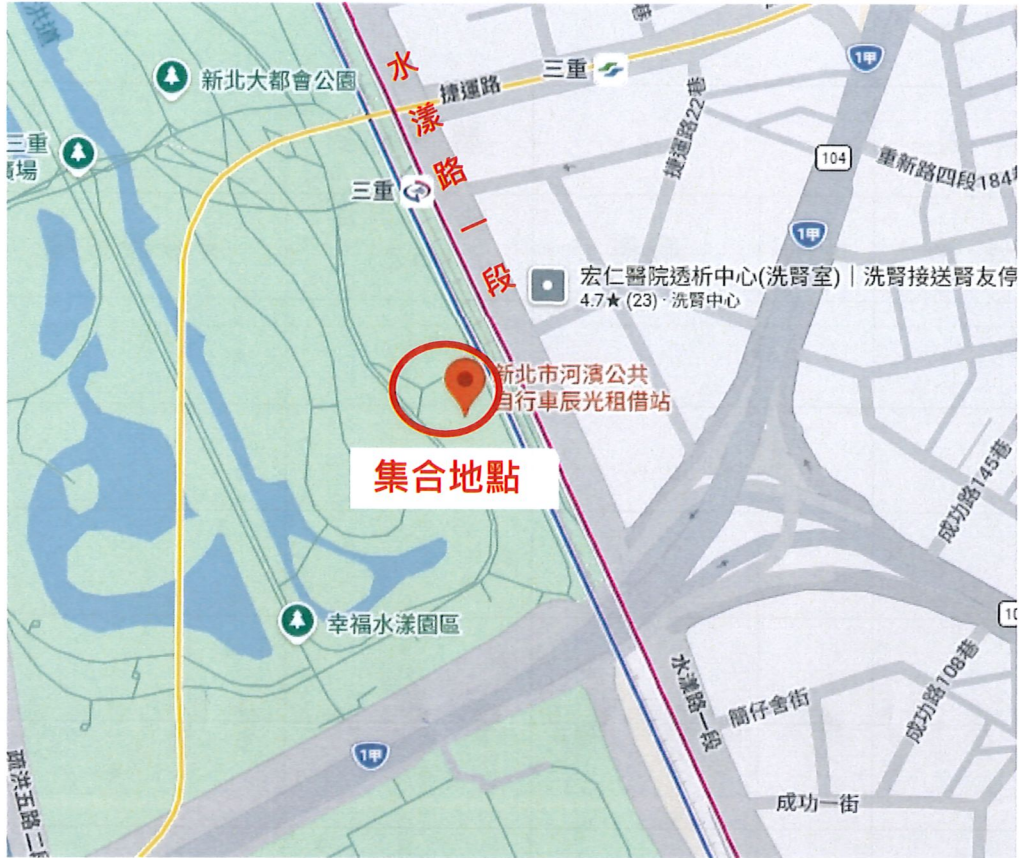 新北大都會公園
三重
廣場
三重
捷運路
水漾路一段
三重
捷運路22巷
1甲
104
重新路四段184巷
1甲
宏仁醫院透析中心(洗腎室)|洗腎接送腎友停
4.7★ (23) · 洗腎中心
新北市河濱公共
自行車辰光租借站
集合地點
成功路145巷
幸福水漾園區
水漾路一段
簡仔舍街
成功路108巷
1甲
疏洪五路二段
成功一街